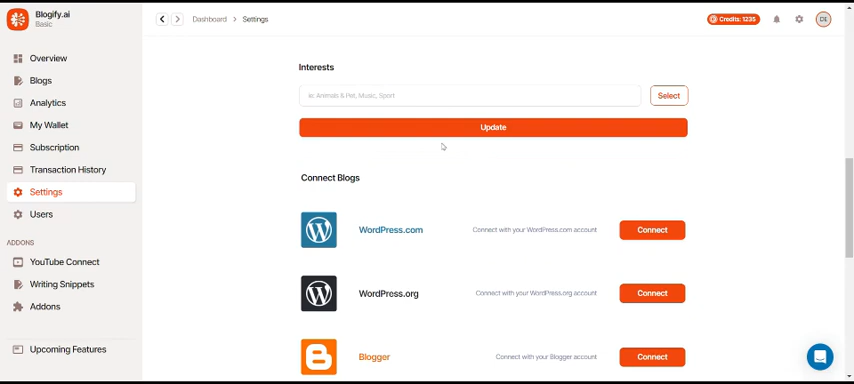 Blogify.ai
Basic
Dashboard > Settings
Credits: 1235
DE
Overview
Blogs
Analytics
My Wallet
Subscription
Transaction History
Settings
Users
ADDONS
YouTube Connect
Writing Snippets
Addons
Upcoming Features
Interests
ie, Animals & Pet, Music, Sport
Select
Update
Connect Blogs
WordPress.com
Connect with your WordPress.com account
Connect
WordPress.org
Connect with your WordPress.org account
Connect
Blogger
Connect with your Blogger account
Connect